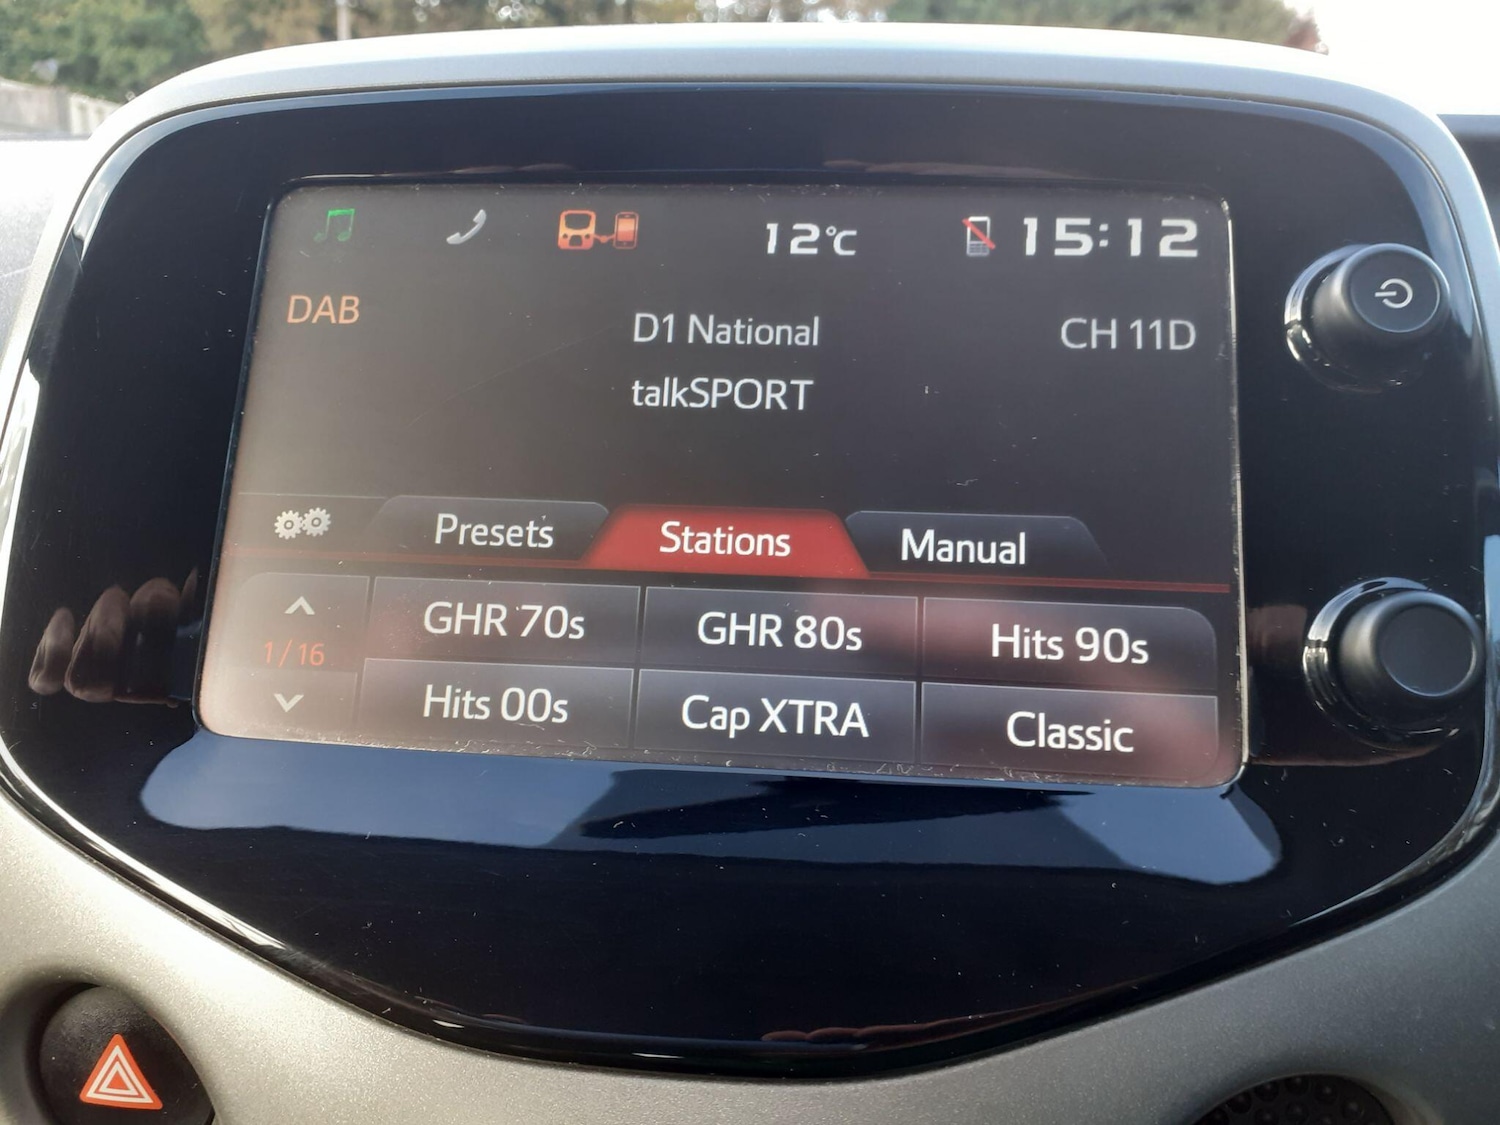 12°C
15:12
DAB
D1 National
CH 11D
talkSPORT
Presets
Stations
Manual
GHR 70s
GHR 80s
Hits 90s
1/16
Hits 00s
Cap XTRA
Classic